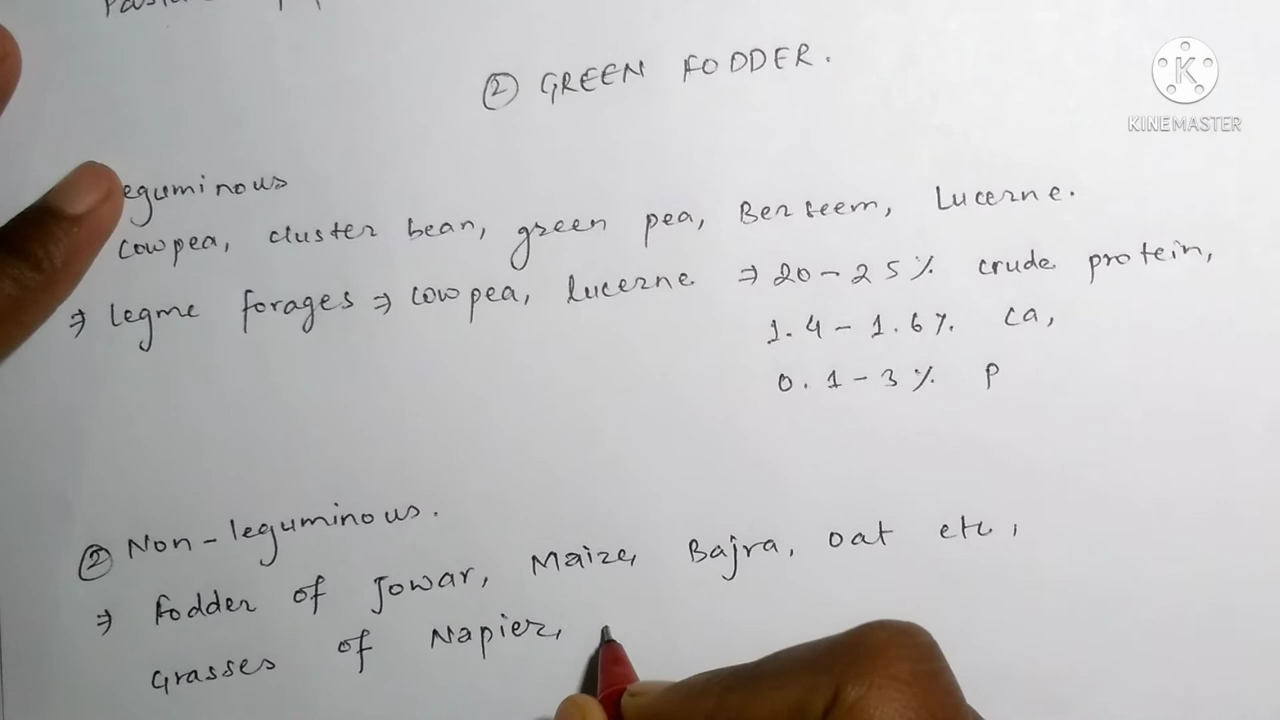 ② GREEN FODDER.
K
KINEMASTER
eguminous
Cowpea, cluster bean, green pea, Berseem, Lucerne.
⇒ legme forages ⇒ cowpea, lucerne ⇒ 20-25% crude protein,
1.4-1.6%. ca,
0.1-3% P
② Non-leguminous.
⇒ Fodder of Jowar, Maize, Bajra, oat etc,
Grasses of Napier,